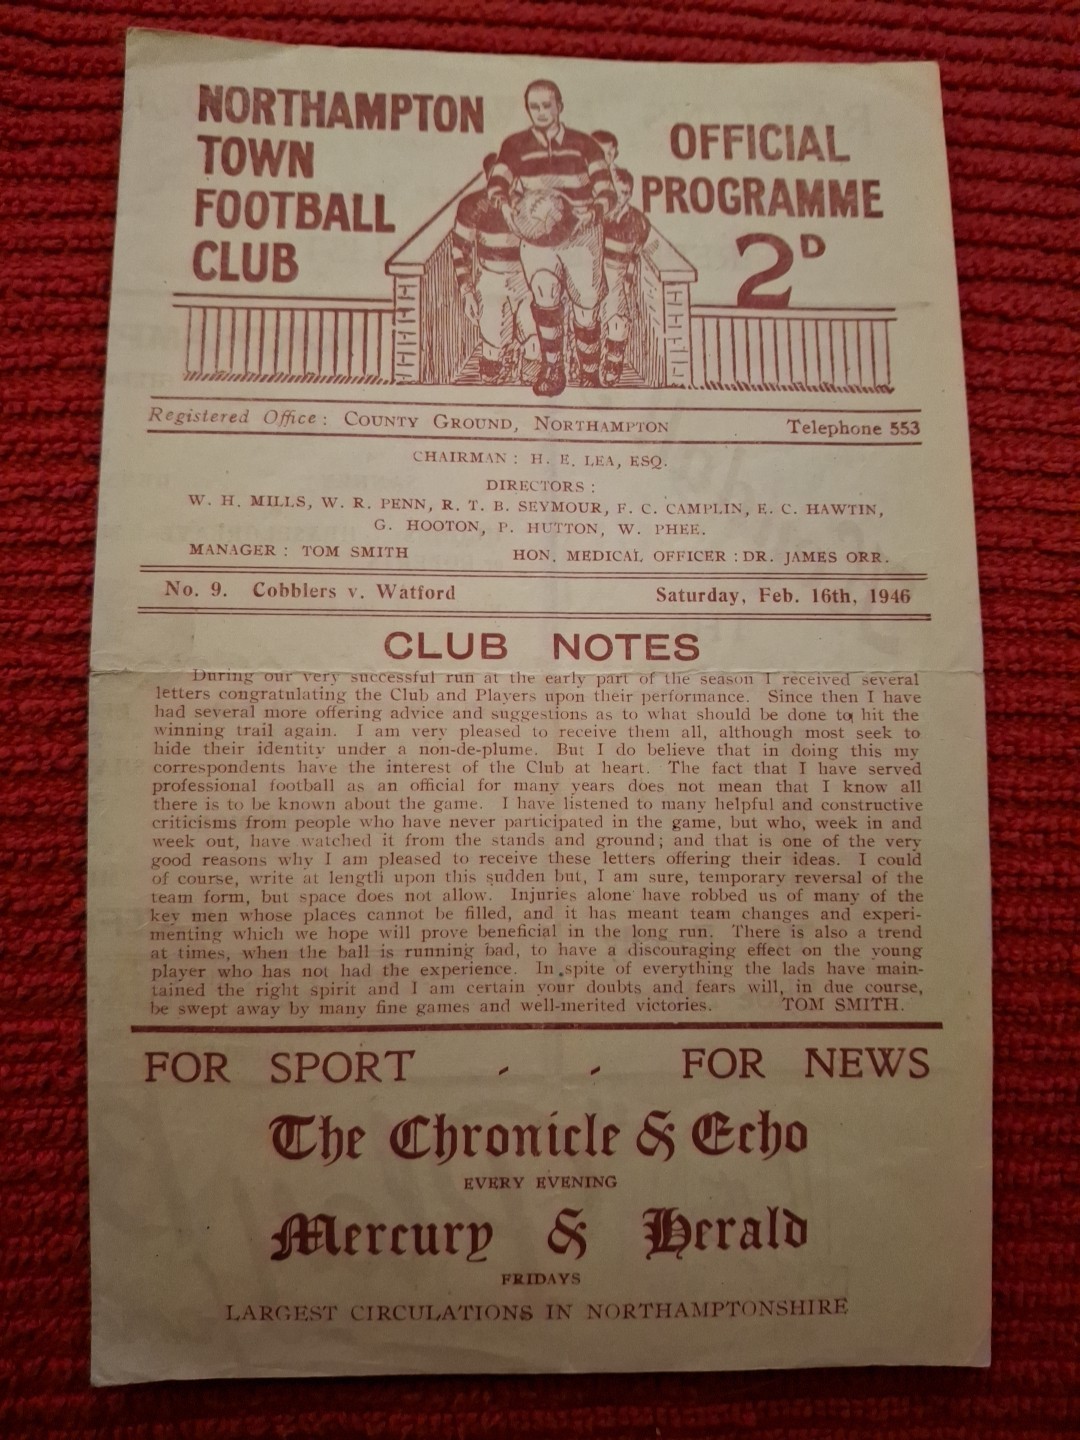 NORTHAMPTON
TOWN
FOOTBALL
CLUB
OFFICIAL
PROGRAMME
2D
Registered Office: COUNTY GROUND, NORTHAMPTON Telephone 553
CHAIRMAN: H. E. LEA, ESQ.
DIRECTORS:
W. H. MILLS, W. R. PENN, R. T. B. SEYMOUR, F. C. CAMPLIN, E. C. HAWTIN,
G. HOOTON, P. HUTTON, W. PHEE.
MANAGER: TOM SMITH HON. MEDICAL OFFICER: DR. JAMES ORR.
No. 9. Cobblers v. Watford Saturday, Feb. 16th, 1946
CLUB NOTES
During our very successful run at the early part of the season I received several
letters congratulating the Club and Players upon their performance. Since then I have
had several more offering advice and suggestions as to what should be done to hit the
winning trail again. I am very pleased to receive them all, although most seek to
hide their identity under a non-de-plume. But I do believe that in doing this my
correspondents have the interest of the Club at heart. The fact that I have served
professional football as an official for many years does not mean that I know all
there is to be known about the game. I have listened to many helpful and constructive
criticisms from people who have never participated in the game, but who, week in and
week out, have watched it from the stands and ground; and that is one of the very
good reasons why I am pleased to receive these letters offering their ideas. I could
of course, write at length upon this sudden but, I am sure, temporary reversal of the
team form, but space does not allow. Injuries alone have robbed us of many of the
key men whose places cannot be filled, and it has meant team changes and experi-
menting which we hope will prove beneficial in the long run. There is also a trend
at times, when the ball is running bad, to have a discouraging effect on the young
player who has not had the experience. In spite of everything the lads have main-
tained the right spirit and I am certain your doubts and fears will, in due course,
be swept away by many fine games and well-merited victories. TOM SMITH.
FOR SPORT - - FOR NEWS
The Chronicle & Echo
EVERY EVENING
Mercury & Herald
FRIDAYS
LARGEST CIRCULATIONS IN NORTHAMPTONSHIRE